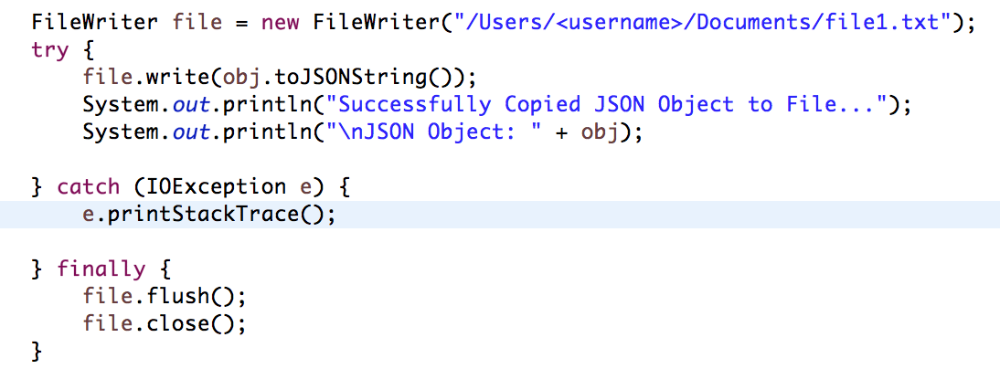 FileWriter file = new FileWriter("/Users/<username>/Documents/file1.txt");
try {
file.write(obj.toJSONString());
System.out.println("Successfully Copied JSON Object to File...");
System.out.println("\nJSON Object: " + obj);
} catch (IOException e) {
e.printStackTrace();
} finally {
file.flush();
file.close();
}